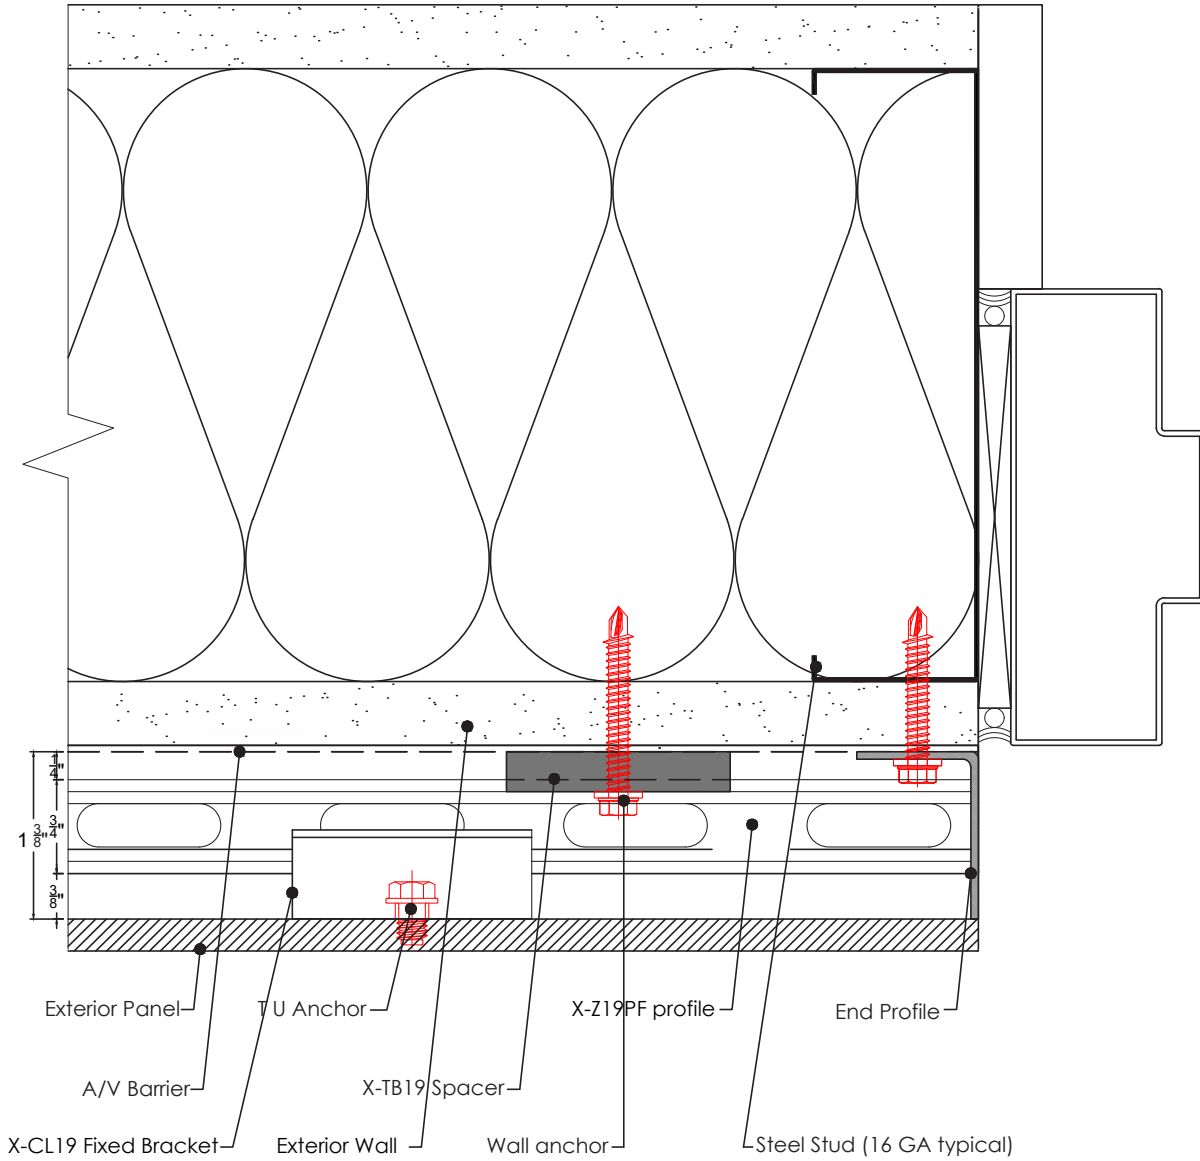 1/4"
3/4"
1 3/8"
3/8"
Exterior Panel
T U Anchor
X-Z19PF profile
End Profile
A/V Barrier
X-TB19 Spacer
X-CL19 Fixed Bracket
Exterior Wall
Wall anchor
Steel Stud (16 GA typical)